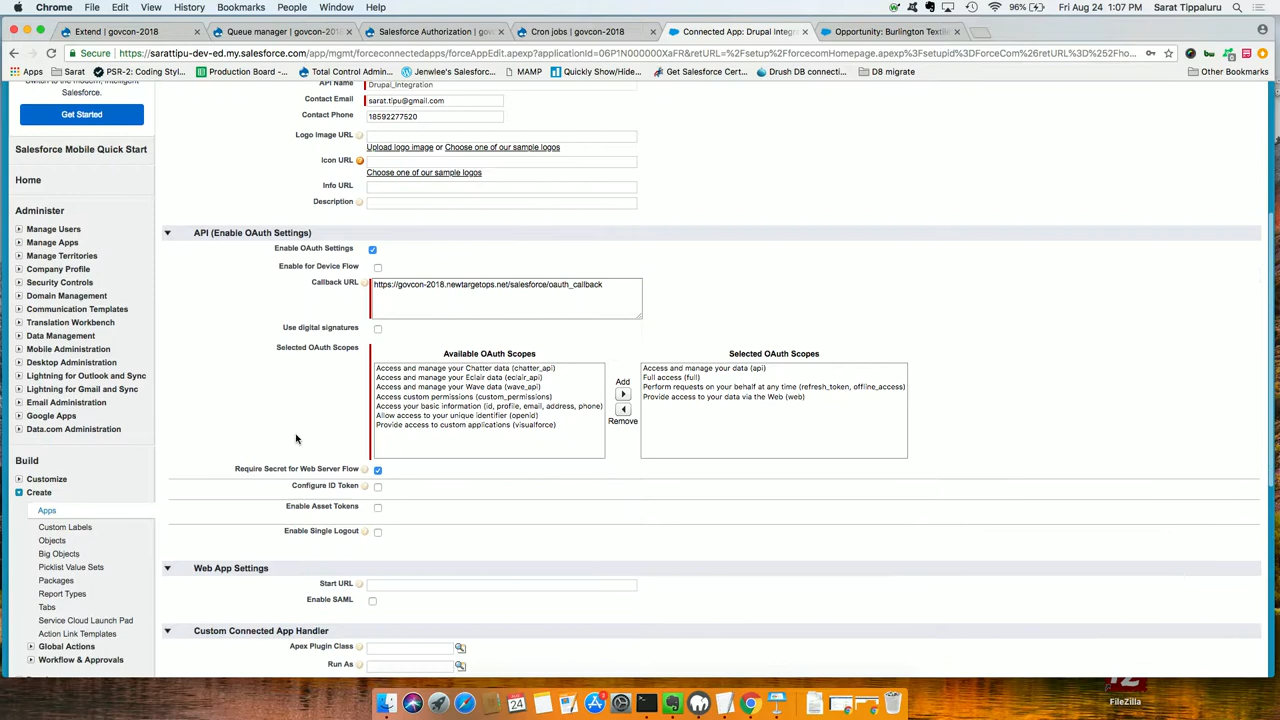 Chrome File Edit View History Bookmarks People Window Help
96% Fri Aug 24 1:07 PM Sarat Tippaluru
Extend | govcon-2018
Queue manager | govcon-2018.
Salesforce Authorization | gov
Cron jobs | govcon-2018
Connected App: Drupal Integr
Opportunity: Burlington Textile
Sarat
Secure https://sarattipu-dev-ed.my.salesforce.com/app/mgmt/forceconnectedapps/forceAppEdit.apexp?applicationId=06P1N000000XaFR&retURL=%2Fsetup%2Fforcecomhomepage.apexp%3Fsetupid%3DForceCom%26retURL%3D%252Fho...
Apps Sarat PSR-2: Coding Styl... Production Board -... Total Control Admin... Jenwlee's Salesforce... MAMP Quickly Show/Hide... Get Salesforce Cert... Drush DB connecti... D8 migrate Other Bookmarks
Switch to the modern, intelligent
Salesforce.
Get Started
Salesforce Mobile Quick Start
Home
Administer
Manage Users
Manage Apps
Manage Territories
Company Profile
Security Controls
Domain Management
Communication Templates
Translation Workbench
Data Management
Mobile Administration
Desktop Administration
Lightning for Outlook and Sync
Lightning for Gmail and Sync
Email Administration
Google Apps
Data.com Administration
Build
Customize
Create
Apps
Custom Labels
Objects
Big Objects
Picklist Value Sets
Packages
Report Types
Tabs
Service Cloud Launch Pad
Action Link Templates
Global Actions
Workflow & Approvals
API Name Drupal_Integration
Contact Email sarat.tipu@gmail.com
Contact Phone 18592277520
Logo Image URL
Upload logo image or Choose one of our sample logos
Icon URL
Choose one of our sample logos
Info URL
Description
API (Enable OAuth Settings)
Enable OAuth Settings
Enable for Device Flow
Callback URL https://govcon-2018.newtargetops.net/salesforce/oauth_callback
Use digital signatures
Selected OAuth Scopes
Available OAuth Scopes
Access and manage your Chatter data (chatter_api)
Access and manage your Eclair data (eclair_api)
Access and manage your Wave data (wave_api)
Access custom permissions (custom_permissions)
Access your basic information (id, profile, email, address, phone)
Allow access to your unique identifier (openid)
Provide access to custom applications (visualforce)
Add
Remove
Selected OAuth Scopes
Access and manage your data (api)
Full access (full)
Perform requests on your behalf at any time (refresh_token, offline_access)
Provide access to your data via the Web (web)
Require Secret for Web Server Flow
Configure ID Token
Enable Asset Tokens
Enable Single Logout
Web App Settings
Start URL
Enable SAML
Custom Connected App Handler
Apex Plugin Class
Run As
FileZilla